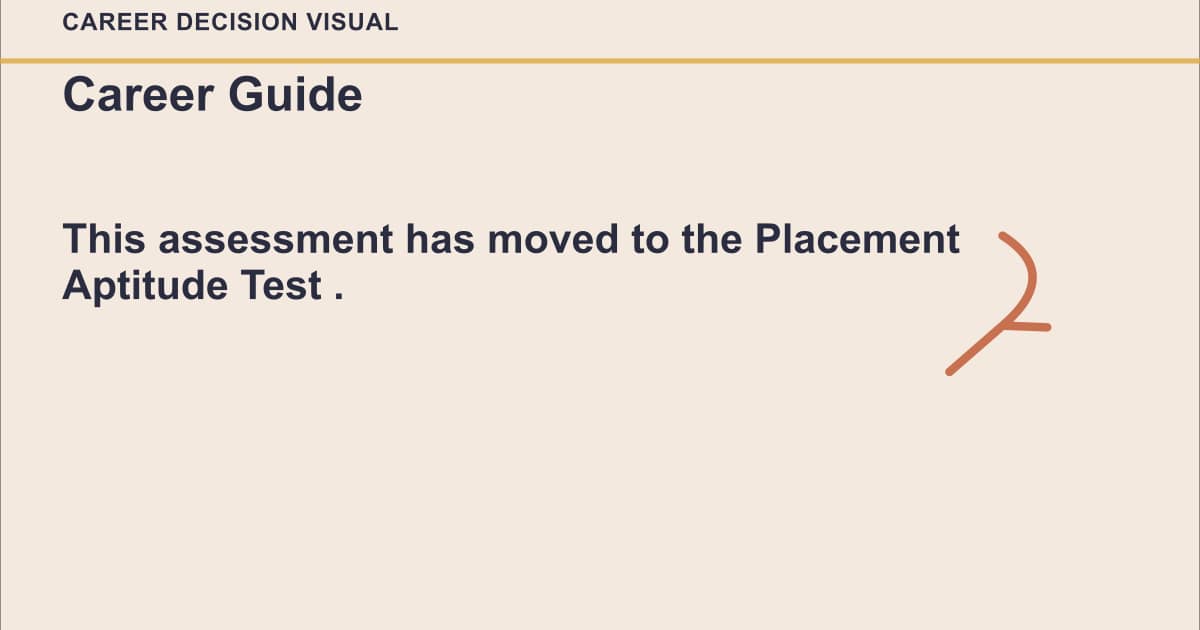 CAREER DECISION VISUAL
Career Guide
This assessment has moved to the Placement
Aptitude Test .